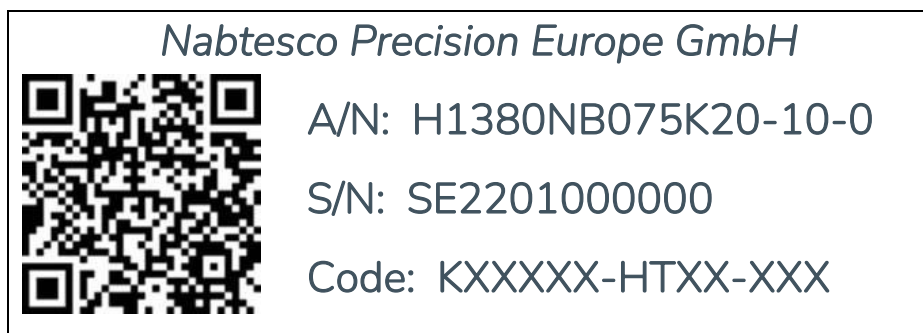 Nabtesco Precision Europe GmbH
A/N: H1380NB075K20-10-0
S/N: SE2201000000
Code: KXXXXX-HTXX-XXX